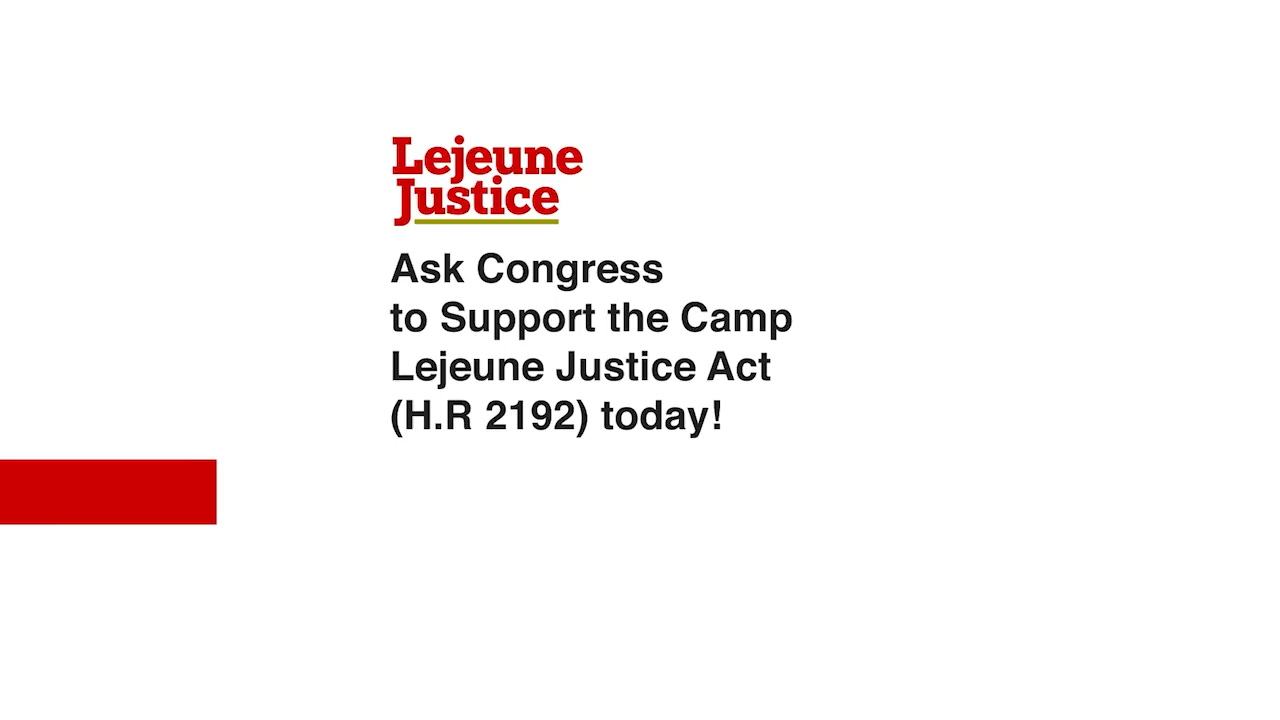 Lejeune
Justice
Ask Congress
to Support the Camp
Lejeune Justice Act
(H.R 2192) today!